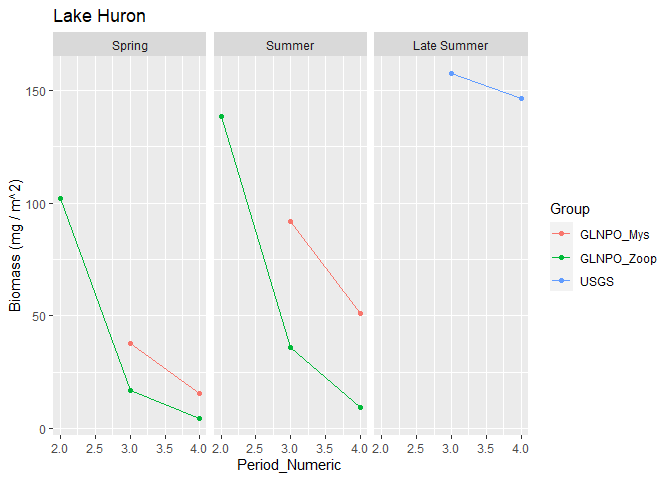 Lake Huron
Spring Summer Late Summer
150
100
50
0
2.0 2.5 3.0 3.5 4.0 2.0 2.5 3.0 3.5 4.0 2.0 2.5 3.0 3.5 4.0
Period_Numeric
Biomass (mg / m^2)
Group
GLNPO_Mys
GLNPO_Zoop
USGS